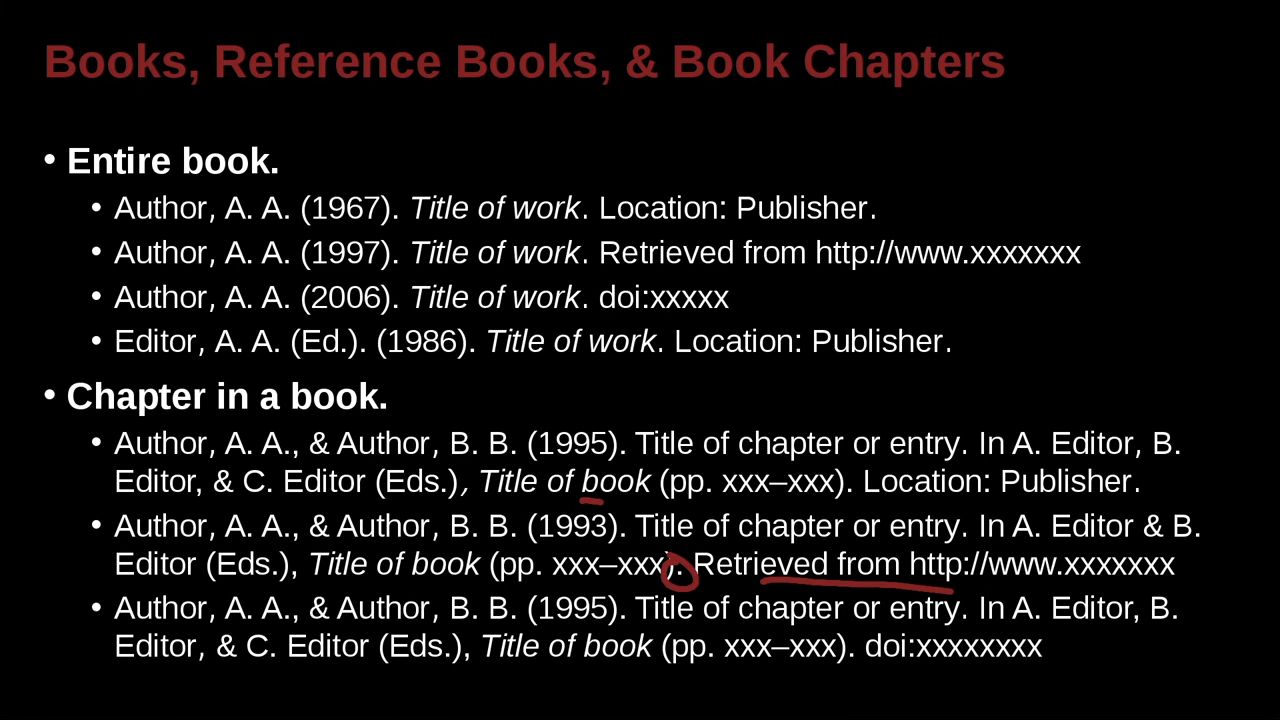 Books, Reference Books, & Book Chapters
• Entire book.
• Author, A. A. (1967). Title of work. Location: Publisher.
• Author, A. A. (1997). Title of work. Retrieved from http://www.xxxxxxx
• Author, A. A. (2006). Title of work. doi:xxxxx
• Editor, A. A. (Ed.). (1986). Title of work. Location: Publisher.
• Chapter in a book.
• Author, A. A., & Author, B. B. (1995). Title of chapter or entry. In A. Editor, B.
Editor, & C. Editor (Eds.), Title of book (pp. xxx–xxx). Location: Publisher.
• Author, A. A., & Author, B. B. (1993). Title of chapter or entry. In A. Editor & B.
Editor (Eds.), Title of book (pp. xxx–xxx). Retrieved from http://www.xxxxxxx
• Author, A. A., & Author, B. B. (1995). Title of chapter or entry. In A. Editor, B.
Editor, & C. Editor (Eds.), Title of book (pp. xxx–xxx). doi:xxxxxxxx